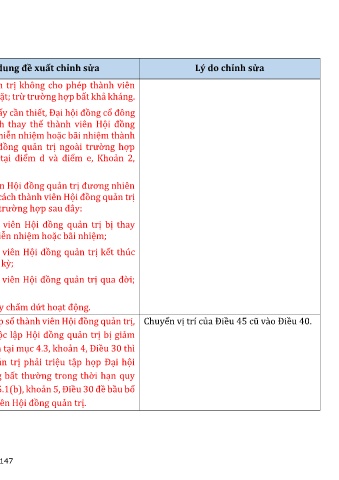 dung đề xuất chỉnh sửa
Lý do chỉnh sửa
n trị không cho phép thành viên
ặt; trừ trường hợp bất khả kháng.
ấy cần thiết, Đại hội đồng cổ đông
h thay thế thành viên Hội đồng
miễn nhiệm hoặc bãi nhiệm thành
đồng quản trị ngoài trường hợp
tại điểm d và điểm e, Khoản 2,
n Hội đồng quản trị đương nhiên
cách thành viên Hội đồng quản trị
trường hợp sau đây:
viên Hội đồng quản trị bị thay
iễn nhiệm hoặc bãi nhiệm;
viên Hội đồng quản trị kết thúc
kỳ;
viên Hội đồng quản trị qua đời;
y chấm dứt hoạt động.
p số thành viên Hội đồng quản trị,
ộc lập Hội đồng quản trị bị giảm
n tại mục 4.3, khoản 4, Điều 30 thì
ản trị phải triệu tập họp Đại hội
g bất thường trong thời hạn quy
5.1(b), khoản 5, Điều 30 để bầu bổ
ên Hội đồng quản trị.
Chuyển vị trí của Điều 45 cũ vào Điều 40.
147